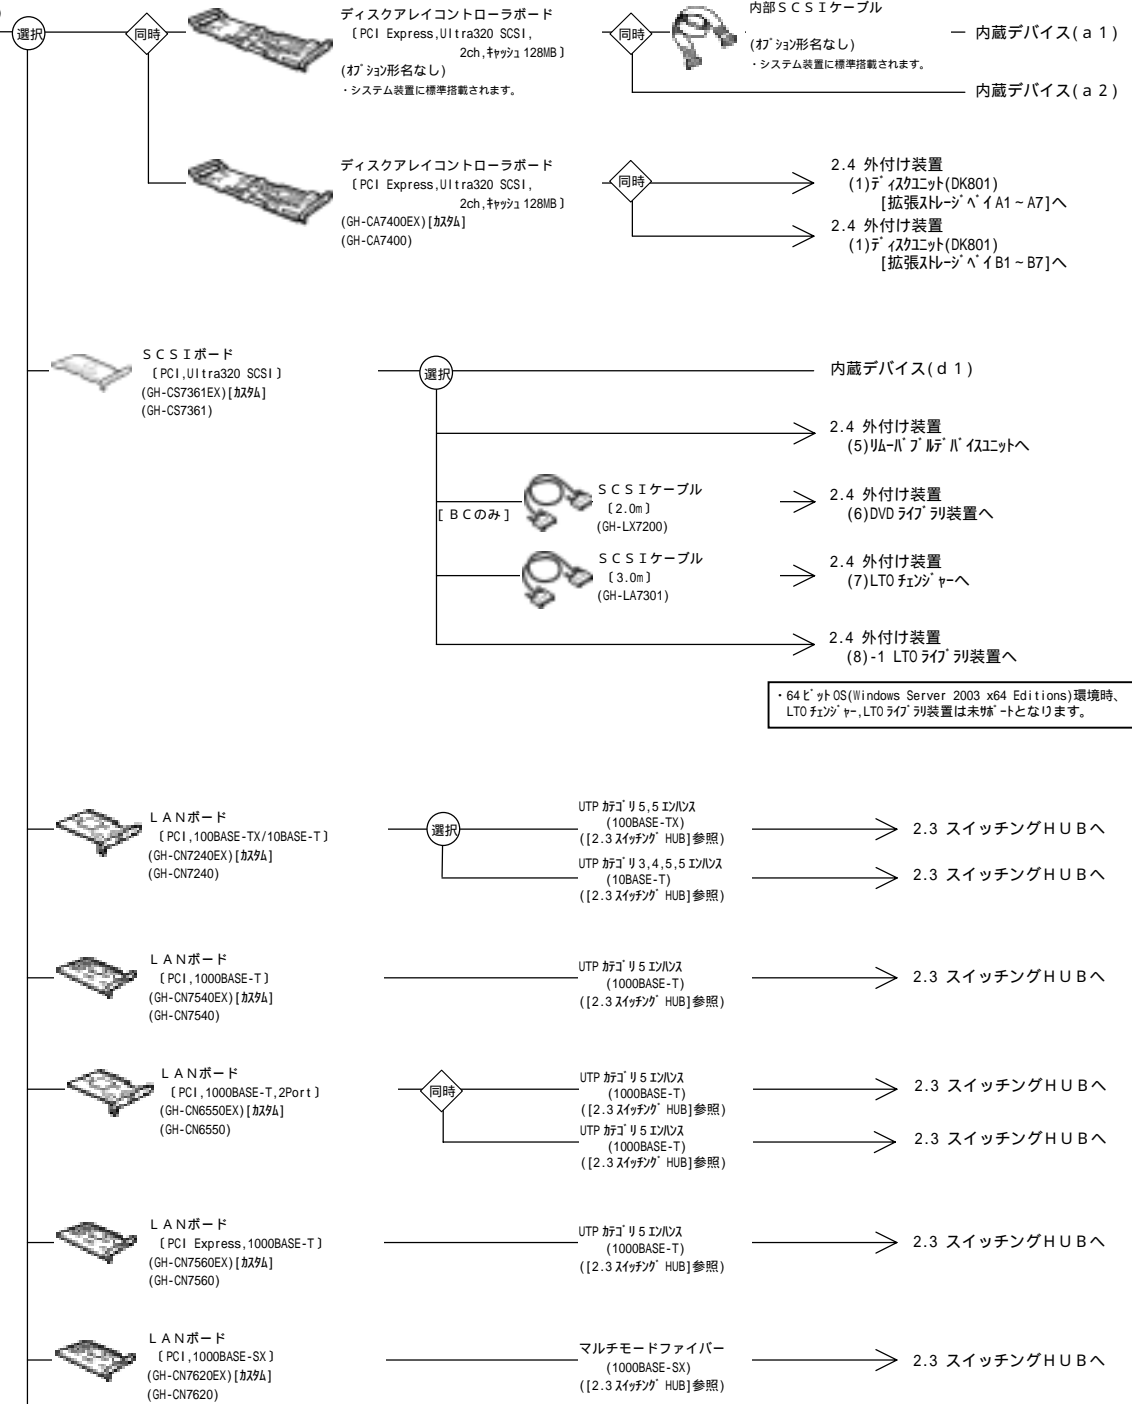 選択
同時
ディスクアレイコントローラボード
〔PCI Express,Ultra320 SCSI,
2ch,ｷｬｯｼｭ 128MB〕
(ｵﾌﾟｼｮﾝ形名なし)
・システム装置に標準搭載されます。
同時
内部ＳＣＳＩケーブル
(ｵﾌﾟｼｮﾝ形名なし)
・システム装置に標準搭載されます。
内蔵デバイス(ａ１)
内蔵デバイス(ａ２)
ディスクアレイコントローラボード
〔PCI Express,Ultra320 SCSI,
2ch,ｷｬｯｼｭ 128MB〕
(GH-CA7400EX)[ｶｽﾀﾑ]
(GH-CA7400)
同時
2.4 外付け装置
(1)ﾃﾞｨｽｸﾕﾆｯﾄ(DK801)
[拡張ｽﾄﾚｰｼﾞﾍﾞｲ A1～A7]へ
2.4 外付け装置
(1)ﾃﾞｨｽｸﾕﾆｯﾄ(DK801)
[拡張ｽﾄﾚｰｼﾞﾍﾞｲ B1～B7]へ
ＳＣＳＩボード
〔PCI,Ultra320 SCSI〕
(GH-CS7361EX)[ｶｽﾀﾑ]
(GH-CS7361)
選択
内蔵デバイス(ｄ１)
2.4 外付け装置
(5)ﾘﾑｰﾊﾞﾌﾞﾙﾃﾞﾊﾞｲｽﾕﾆｯﾄへ
[ＢＣのみ]
ＳＣＳＩケーブル
〔2.0m〕
(GH-LX7200)
2.4 外付け装置
(6)DVD ﾗｲﾌﾞﾗﾘ装置へ
ＳＣＳＩケーブル
〔3.0m〕
(GH-LA7301)
2.4 外付け装置
(7)LTO ﾁｪﾝｼﾞｬｰへ
2.4 外付け装置
(8)-1 LTO ﾗｲﾌﾞﾗﾘ装置へ
・64 ﾋﾞｯﾄ OS(Windows Server 2003 x64 Editions)環境時、
LTO ﾁｪﾝｼﾞｬｰ,LTO ﾗｲﾌﾞﾗﾘ装置は未ｻﾎﾟｰﾄとなります。
ＬＡＮボード
〔PCI,100BASE-TX/10BASE-T〕
(GH-CN7240EX)[ｶｽﾀﾑ]
(GH-CN7240)
選択
UTP ｶﾃｺﾞﾘ 5,5 ｴﾝﾊﾝｽ
(100BASE-TX)
([2.3 ｽｲｯﾁﾝｸﾞ HUB]参照)
2.3 スイッチングＨＵＢへ
UTP ｶﾃｺﾞﾘ 3,4,5,5 ｴﾝﾊﾝｽ
(10BASE-T)
([2.3 ｽｲｯﾁﾝｸﾞ HUB]参照)
2.3 スイッチングＨＵＢへ
ＬＡＮボード
〔PCI,1000BASE-T〕
(GH-CN7540EX)[ｶｽﾀﾑ]
(GH-CN7540)
UTP ｶﾃｺﾞﾘ 5 ｴﾝﾊﾝｽ
(1000BASE-T)
([2.3 ｽｲｯﾁﾝｸﾞ HUB]参照)
2.3 スイッチングＨＵＢへ
ＬＡＮボード
〔PCI,1000BASE-T,2Port〕
(GH-CN6550EX)[ｶｽﾀﾑ]
(GH-CN6550)
同時
UTP ｶﾃｺﾞﾘ 5 ｴﾝﾊﾝｽ
(1000BASE-T)
([2.3 ｽｲｯﾁﾝｸﾞ HUB]参照)
2.3 スイッチングＨＵＢへ
UTP ｶﾃｺﾞﾘ 5 ｴﾝﾊﾝｽ
(1000BASE-T)
([2.3 ｽｲｯﾁﾝｸﾞ HUB]参照)
2.3 スイッチングＨＵＢへ
ＬＡＮボード
〔PCI Express,1000BASE-T〕
(GH-CN7560EX)[ｶｽﾀﾑ]
(GH-CN7560)
UTP ｶﾃｺﾞﾘ 5 ｴﾝﾊﾝｽ
(1000BASE-T)
([2.3 ｽｲｯﾁﾝｸﾞ HUB]参照)
2.3 スイッチングＨＵＢへ
ＬＡＮボード
〔PCI,1000BASE-SX〕
(GH-CN7620EX)[ｶｽﾀﾑ]
(GH-CN7620)
マルチモードファイバー
(1000BASE-SX)
([2.3 ｽｲｯﾁﾝｸﾞ HUB]参照)
2.3 スイッチングＨＵＢへ